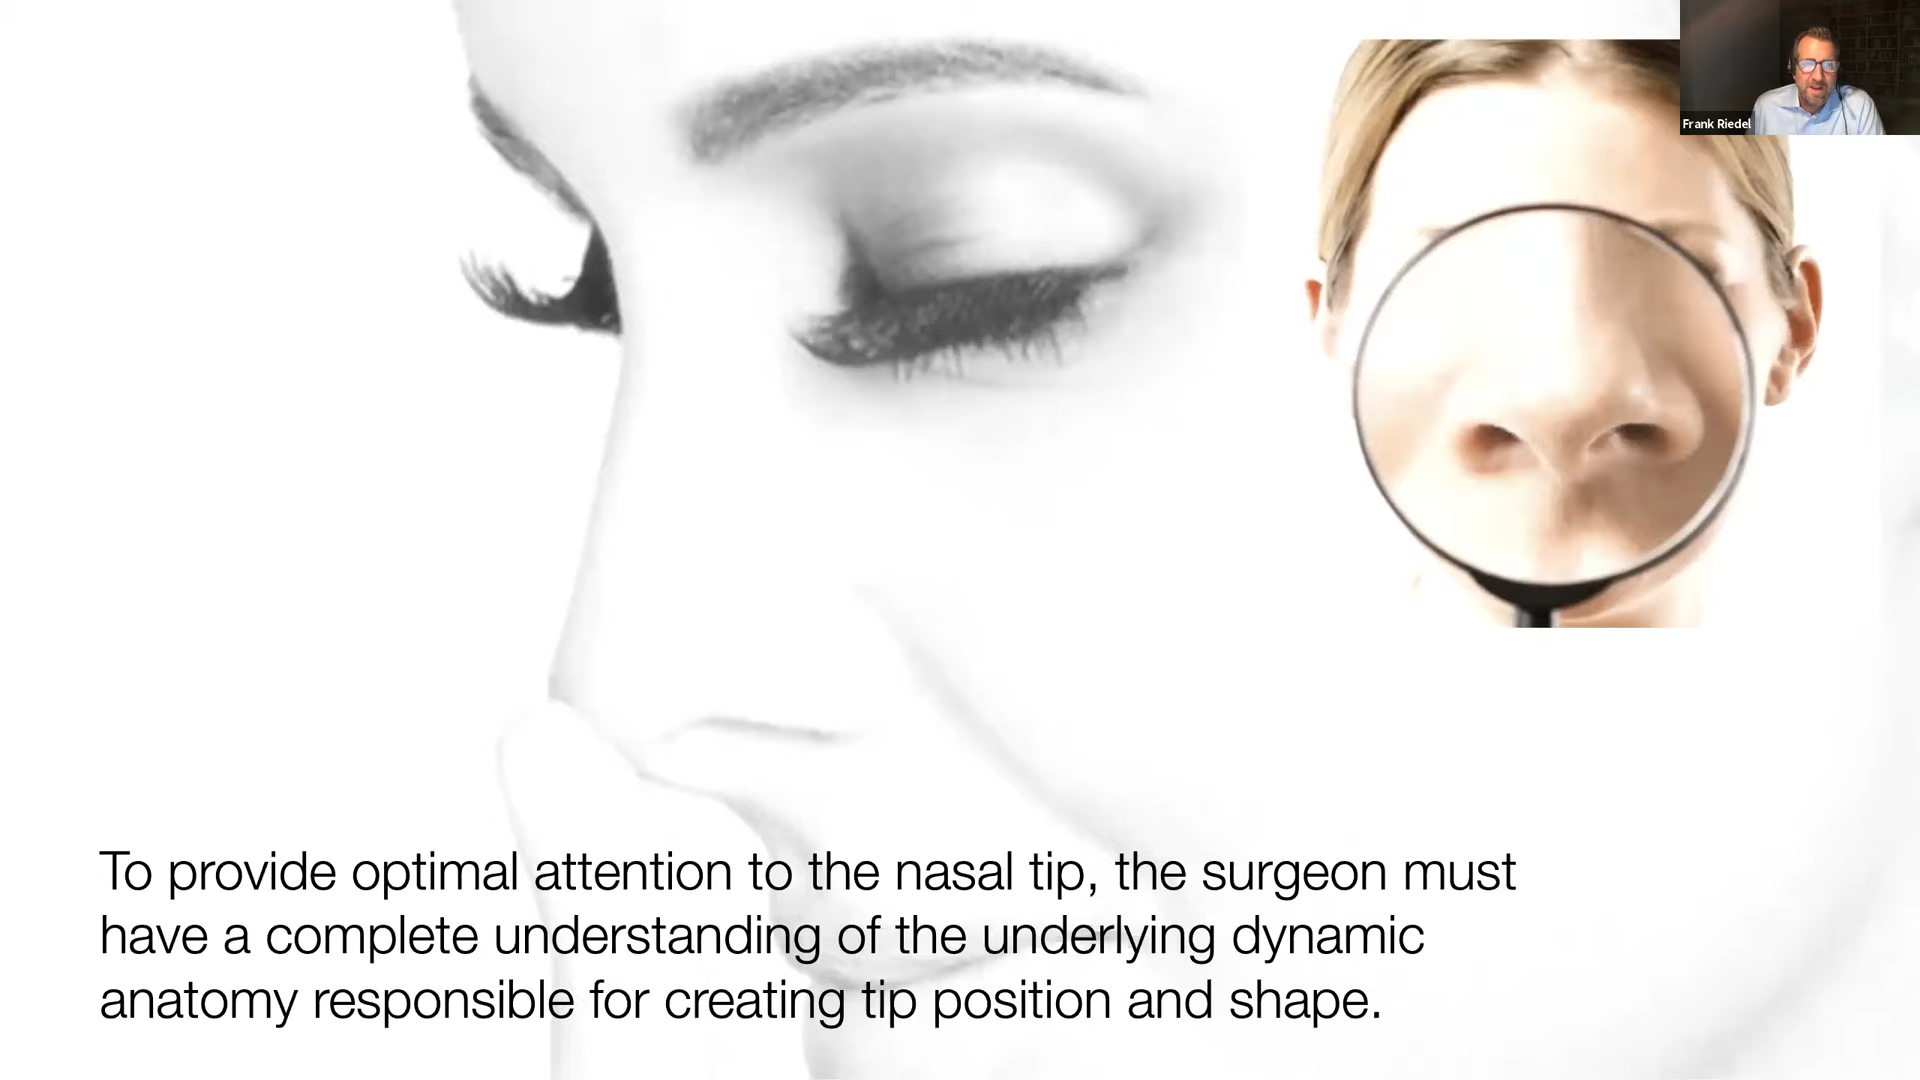 Frank Riedel
To provide optimal attention to the nasal tip, the surgeon must
have a complete understanding of the underlying dynamic
anatomy responsible for creating tip position and shape.